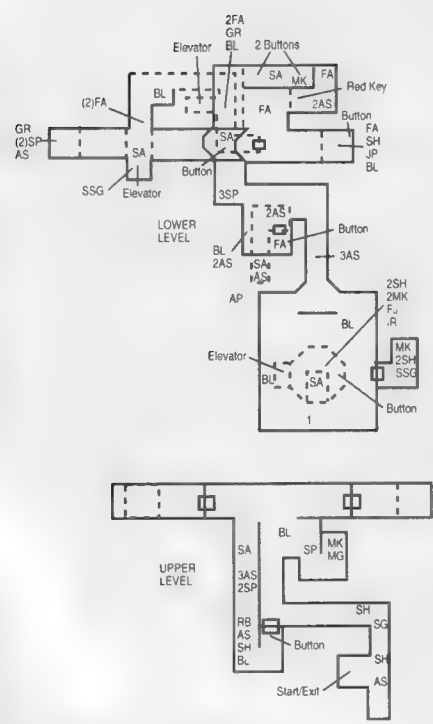 2FA
GR
BL
Elevator
2 Buttons
SA
MK
FA
BL
Red Key
(2)FA
FA
2AS
GR
(2)SP
AS
SA
SA
Button
FA
SH
JP
BL
Button
SSG
Elevator
3SP
LOWER
LEVEL
2AS
BL
2AS
FA
Button
SA
AS
3AS
AP
2SH
2MK
BL
Elevator
BL
SA
MK
2SH
SSG
Button
1
BL
SP
MK
MG
SA
UPPER
LEVEL
3AS
2SP
SH
RB
AS
SH
BL
SG
Button
SH
Start/Exit
AS